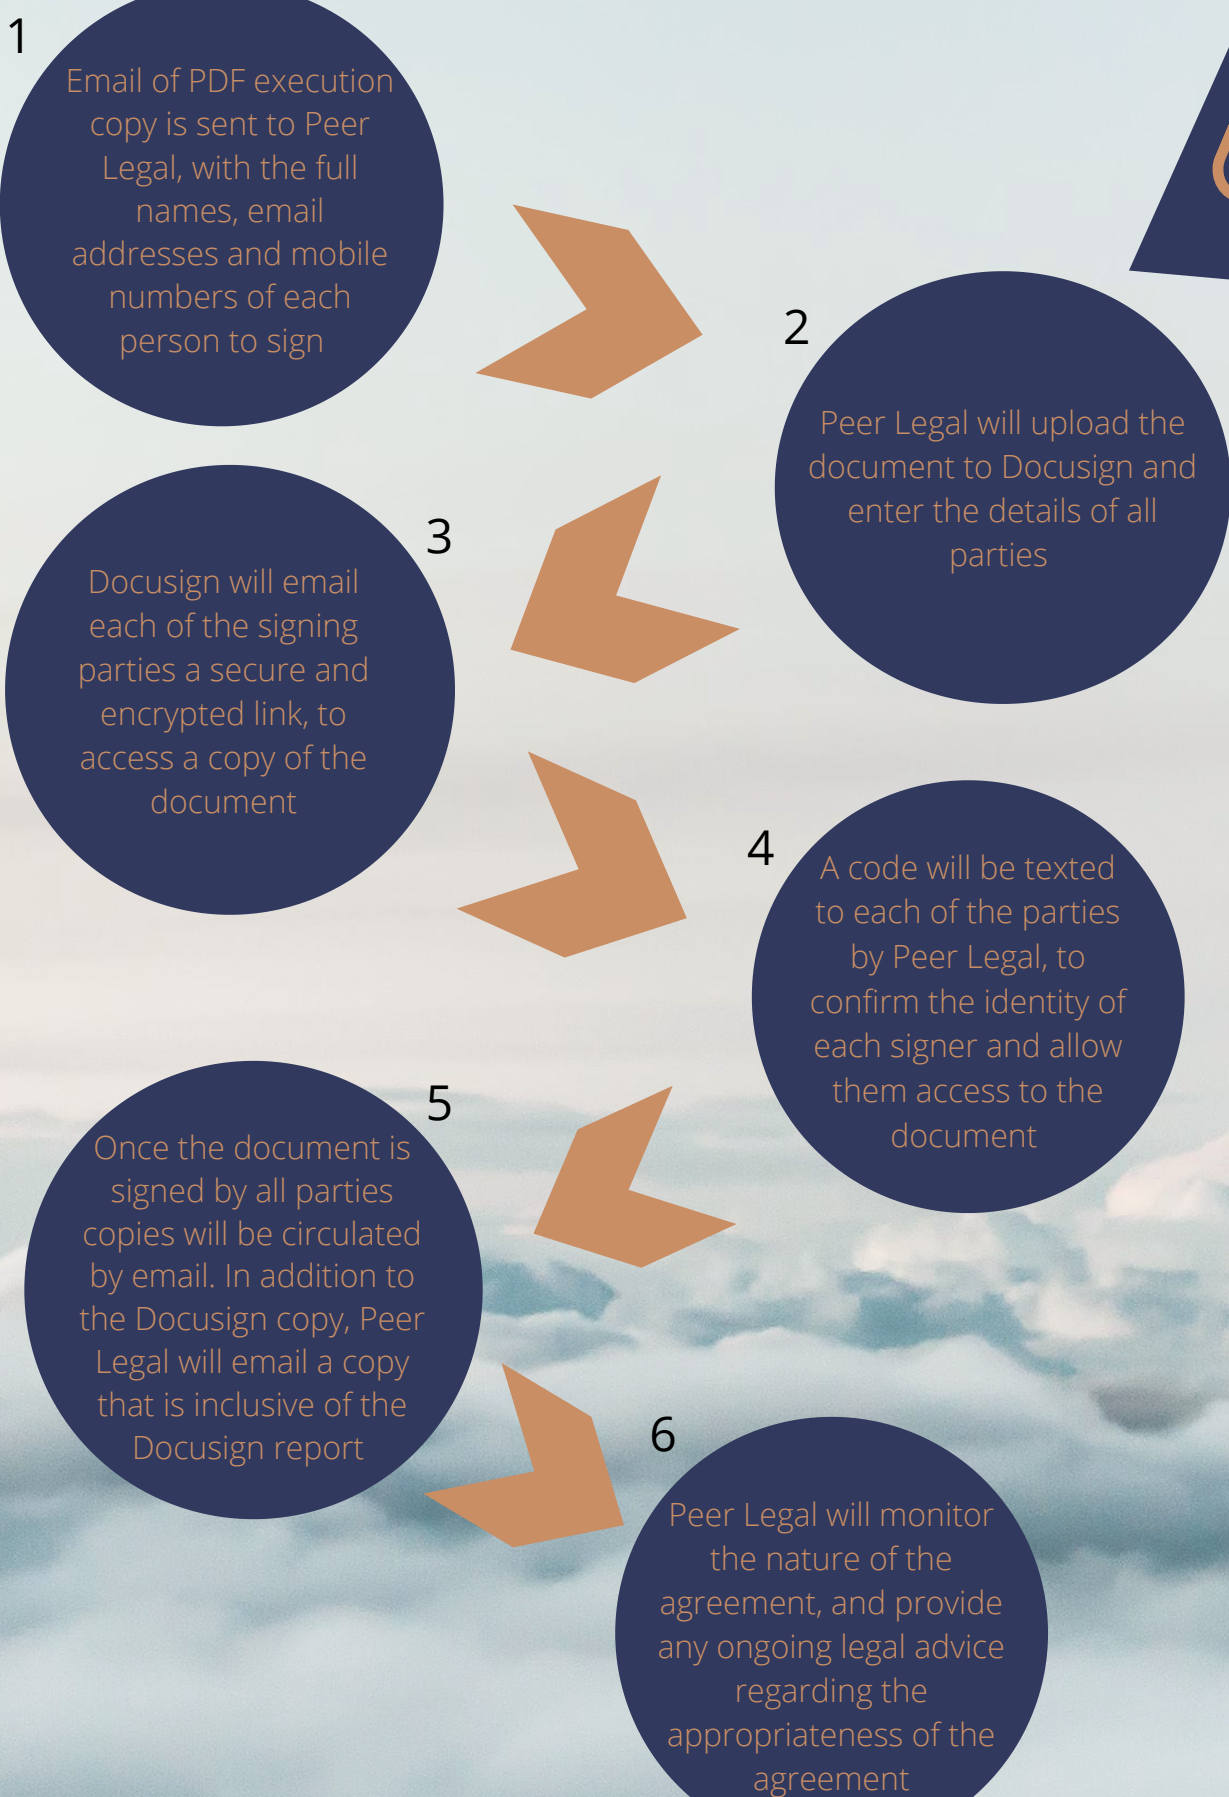 1
Email of PDF execution
copy is sent to Peer
Legal, with the full
names, email
addresses and mobile
numbers of each
person to sign
2
Peer Legal will upload the
document to Docusign and
enter the details of all
parties
3
Docusign will email
each of the signing
parties a secure and
encrypted link, to
access a copy of the
document
4
A code will be texted
to each of the parties
by Peer Legal, to
confirm the identity of
each signer and allow
them access to the
document
5
Once the document is
signed by all parties
copies will be circulated
by email. In addition to
the Docusign copy, Peer
Legal will email a copy
that is inclusive of the
Docusign report
6
Peer Legal will monitor
the nature of the
agreement, and provide
any ongoing legal advice
regarding the
appropriateness of the
agreement